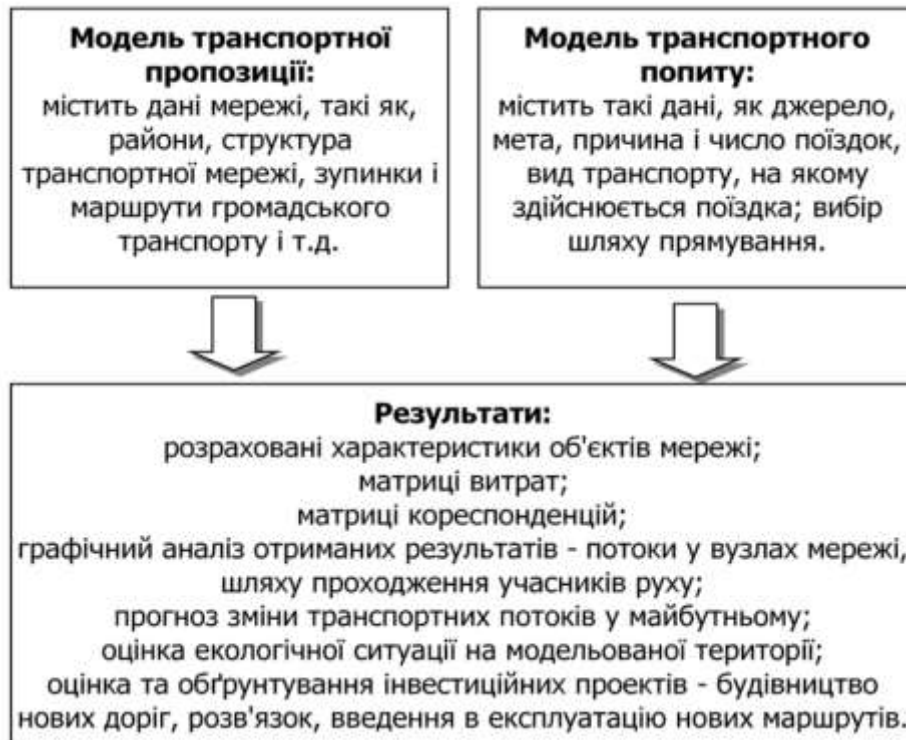 Модель транспортної
пропозиції:
містить дані мережі, такі як,
райони, структура
транспортної мережі, зупинки і
маршрути громадського
транспорту і т.д.
Модель транспортного
попиту:
містить такі дані, як джерело,
мета, причина і число поїздок,
вид транспорту, на якому
здійснюється поїздка; вибір
шляху прямування.
Результати:
розраховані характеристики об'єктів мережі;
матриці витрат;
матриці кореспонденцій;
графічний аналіз отриманих результатів - потоки у вузлах мережі,
шляху проходження учасників руху;
прогноз зміни транспортних потоків у майбутньому;
оцінка екологічної ситуації на модельованої території;
оцінка та обґрунтування інвестиційних проектів - будівництво
нових доріг, розв'язок, введення в експлуатацію нових маршрутів.